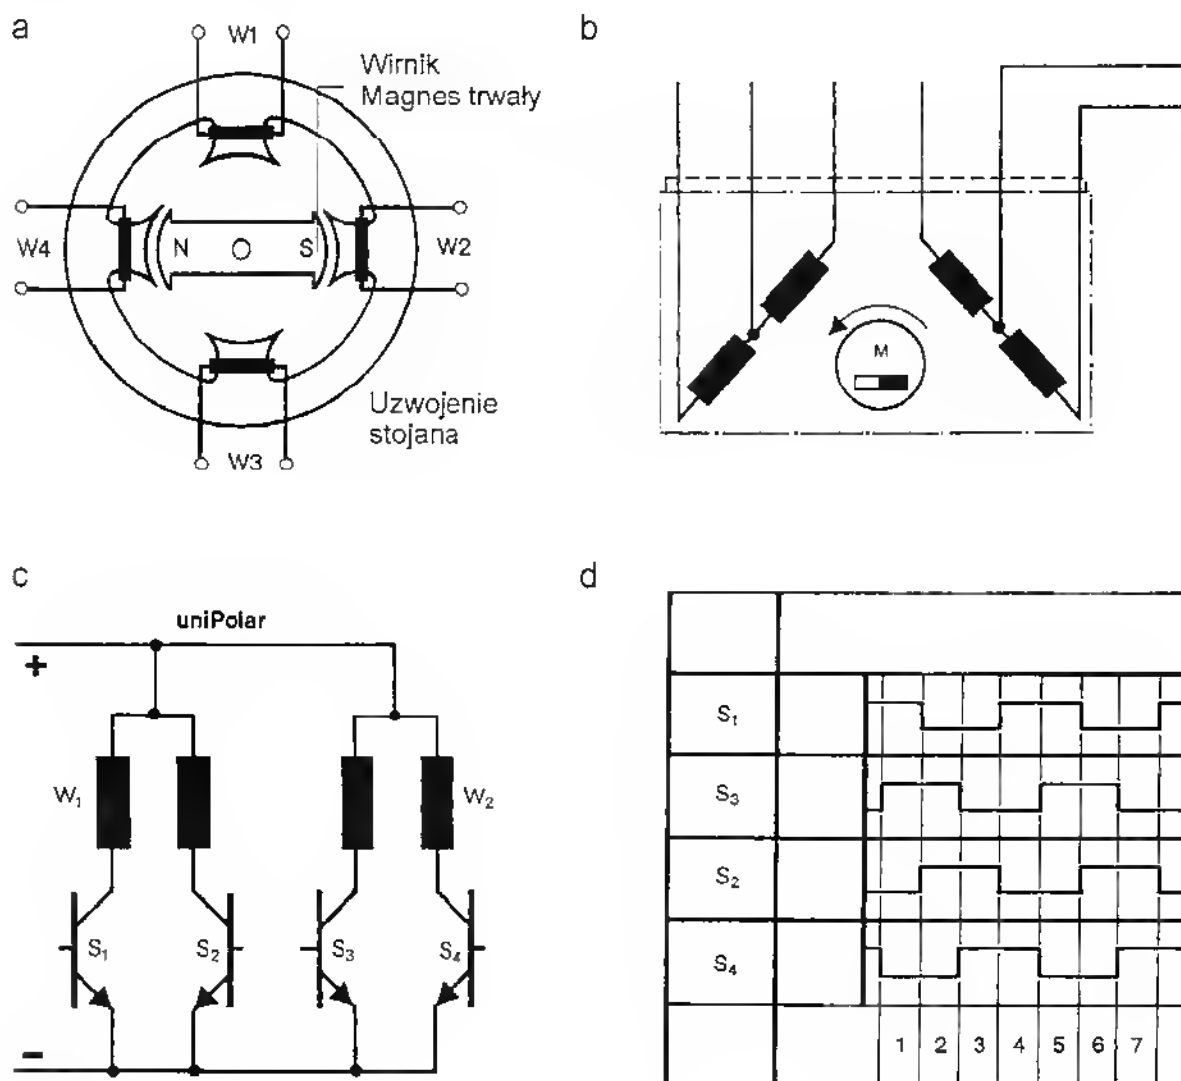 a
W1
Wirnik
Magnes trwały
W4
N
S
W2
Uzwojenie
stojana
W3
b
M
c
uniPolar
+
W₁
W₂
S₁
S₂
S₃
S₄
-
d
S₁
S₃
S₂
S₄
1 2 3 4 5 6 7